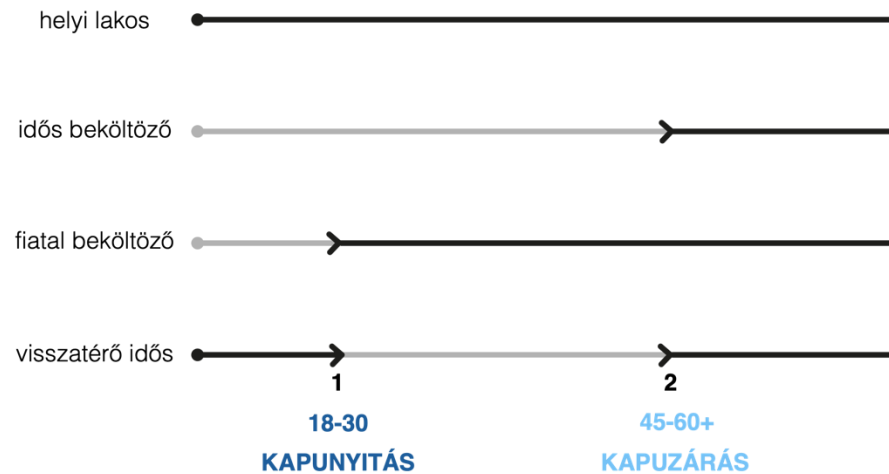 helyi lakos
idős beköltöző
fiatal beköltöző
visszatérő idős
1 2
18-30 45-60+
KAPUNYITÁS KAPUZÁRÁS